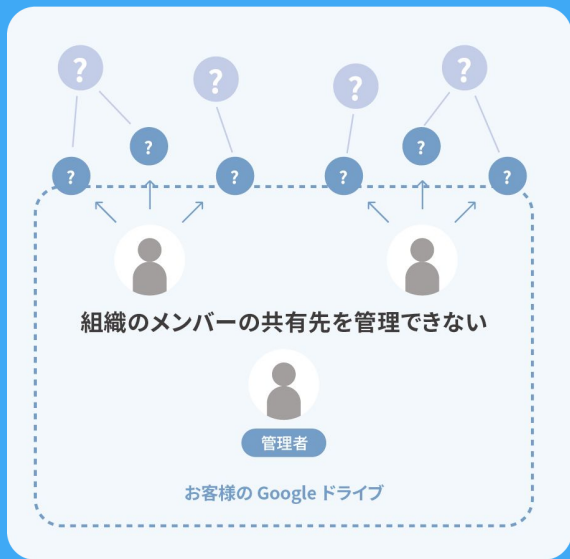 ? ? ? ?
? ?
? ? ? ?
組織のメンバーの共有先を管理できない
管理者
お客様の Google ドライブ